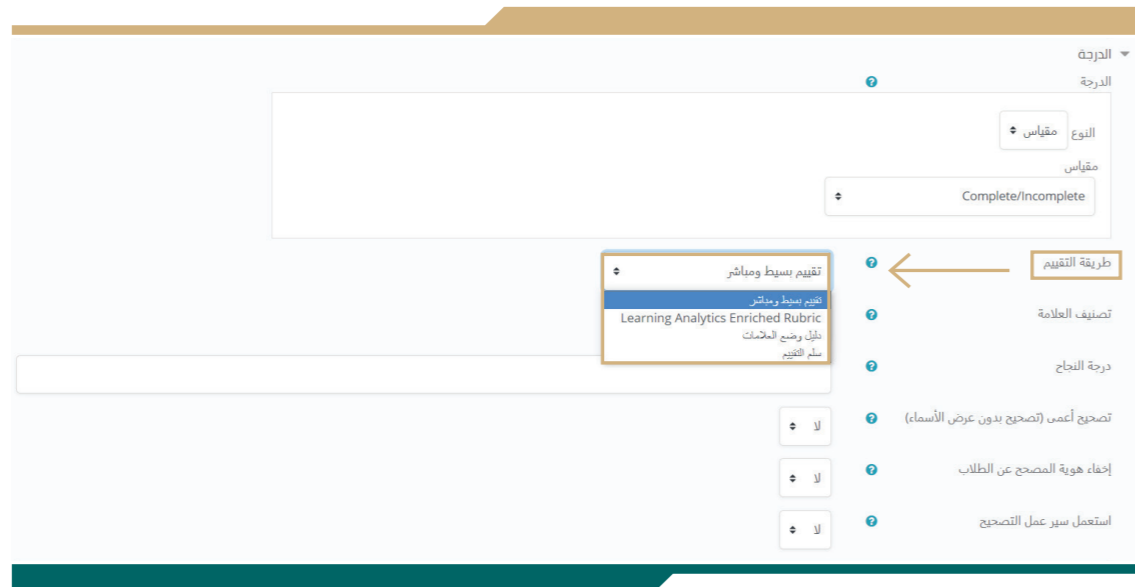 الدرجة
الدرجة
النوع مقياس
مقياس
Complete/Incomplete
طريقة التقييم
تقييم بسيط ومباشر
تقييم بسيط ومباشر
Learning Analytics Enriched Rubric
دليل وضع العلامات
سلم التقييم
تصنيف العلامة
درجة النجاح
تصحيح أعمى (تصحيح بدون عرض الأسماء)
لا
إخفاء هوية المصحح عن الطلاب
لا
استعمل سير عمل التصحيح
لا